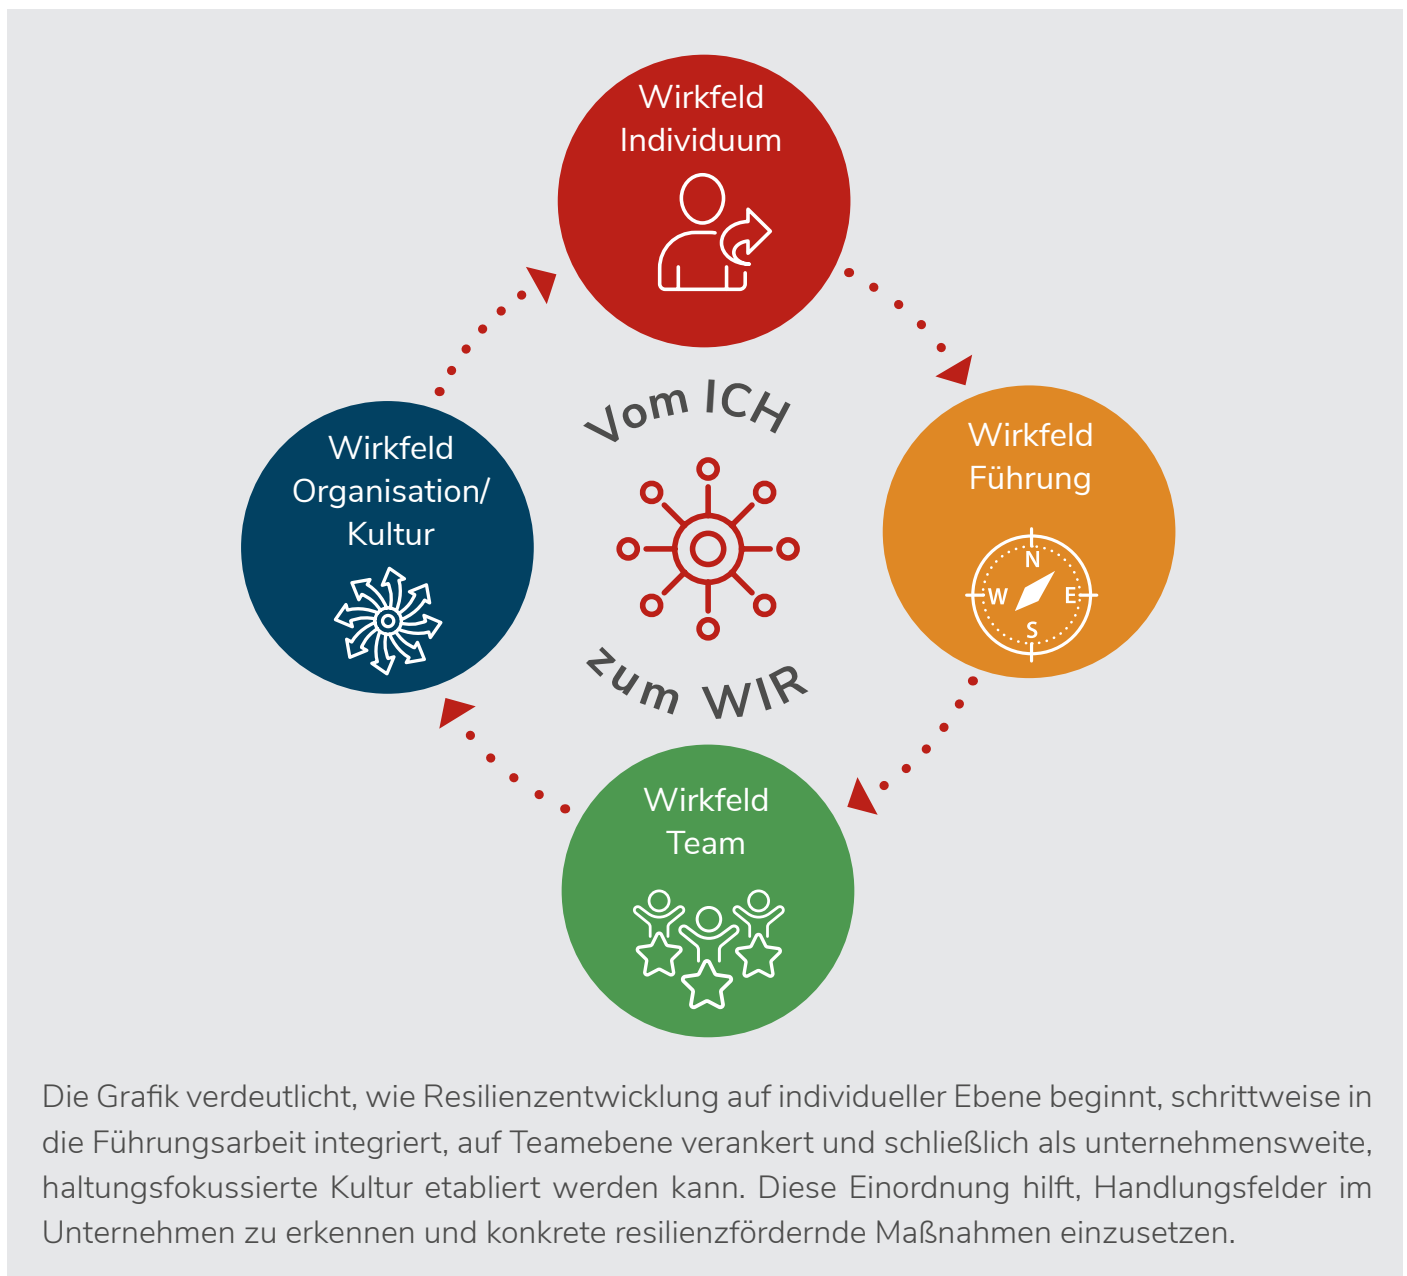 Wirkfeld
Individuum
Wirkfeld
Führung
N
W
E
S
Wirkfeld
Organisation/
Kultur
Vom ICH
zum WIR
Wirkfeld
Team
Die Grafik verdeutlicht, wie Resilienzentwicklung auf individueller Ebene beginnt, schrittweise in
die Führungsarbeit integriert, auf Teamebene verankert und schließlich als unternehmensweite,
haltungsfokussierte Kultur etabliert werden kann. Diese Einordnung hilft, Handlungsfelder im
Unternehmen zu erkennen und konkrete resilienzfördernde Maßnahmen einzusetzen.